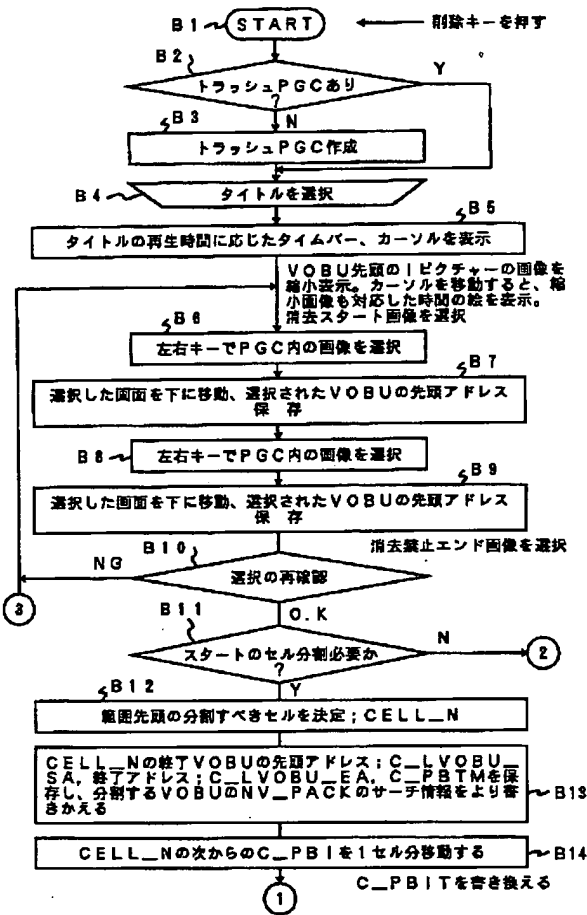 B1 START 削除キーを押す
B2
トラッシュPGCあり
?
Y
N
B3
トラッシュPGC作成
B4 タイトルを選択
B5
タイトルの再生時間に応じたタイムバー、カーソルを表示
VOBU先頭のIピクチャーの画像を
縮小表示。カーソルを移動すると、縮
小画像も対応した時間の絵を表示。
消去スタート画像を選択
B6
左右キーでPGC内の画像を選択
B7
選択した画面を下に移動、選択されたVOBUの先頭アドレス
保存
B8 左右キーでPGC内の画像を選択
B9
選択した画面を下に移動、選択されたVOBUの先頭アドレス
保存
消去禁止エンド画像を選択
B10
NG
選択の再確認
3
O.K
B11
スタートのセル分割必要か
?
N
2
Y
B12
範囲先頭の分割すべきセルを決定;CELL_N
CELL_Nの終了VOBUの先頭アドレス;C_LVOBU_
SA,終了アドレス;C_LVOBU_EA,C_PBTMを保
存し、分割するVOBUのNV_PACKのサーチ情報をより書
きかえる
B13
CELL_Nの次からのC_PBIを1セル分移動する
B14
C_PBITを書き換える
1